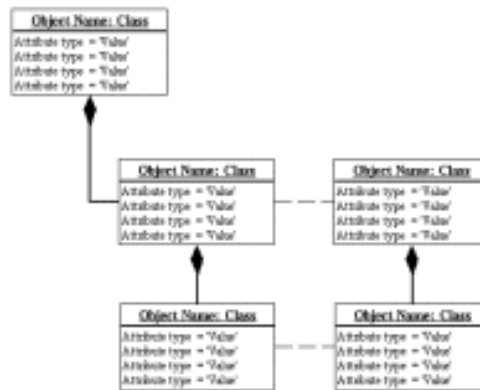 Object Name: Class
Attribute type = 'Value'
Attribute type = 'Value'
Attribute type = 'Value'
Attribute type = 'Value'
Object Name: Class
Attribute type = 'Value'
Attribute type = 'Value'
Attribute type = 'Value'
Attribute type = 'Value'
Object Name: Class
Attribute type = 'Value'
Attribute type = 'Value'
Attribute type = 'Value'
Attribute type = 'Value'
Object Name: Class
Attribute type = 'Value'
Attribute type = 'Value'
Attribute type = 'Value'
Attribute type = 'Value'
Object Name: Class
Attribute type = 'Value'
Attribute type = 'Value'
Attribute type = 'Value'
Attribute type = 'Value'